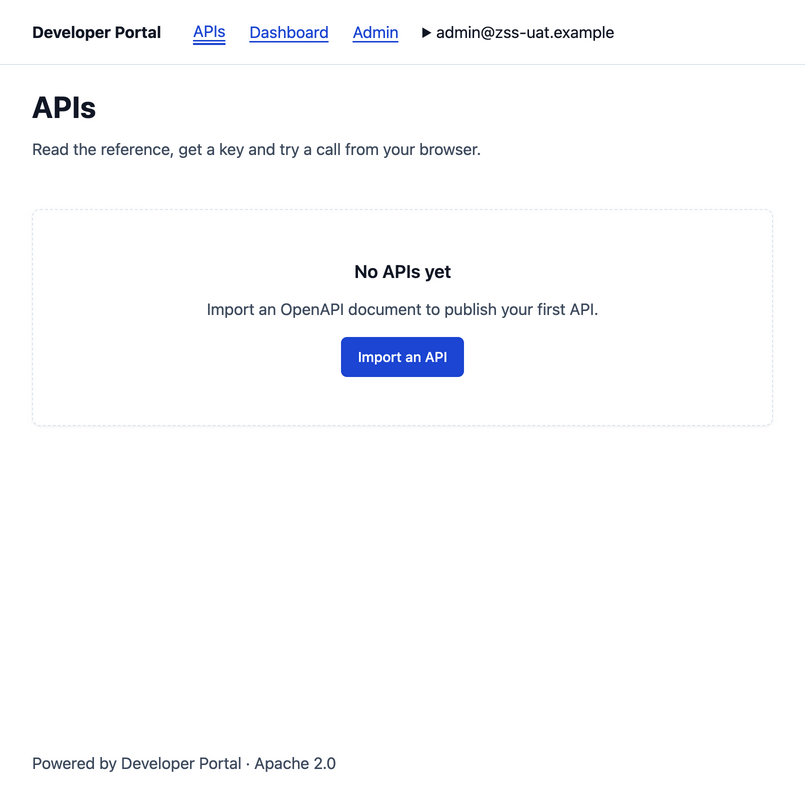 Developer Portal APIs Dashboard Admin ▶ admin@zss-uat.example
APIs
Read the reference, get a key and try a call from your browser.
No APIs yet
Import an OpenAPI document to publish your first API.
Import an API
Powered by Developer Portal · Apache 2.0